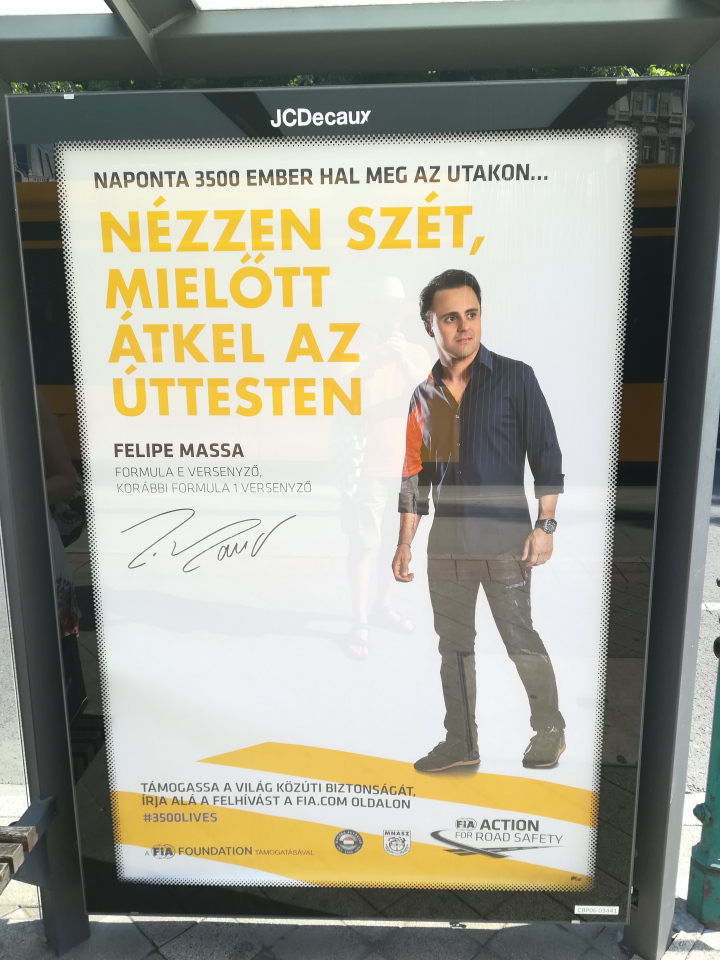 JCDecaux
NAPONTA 3500 EMBER HAL MEG AZ UTAKON...
NÉZZEN SZÉT,
MIELŐTT
ÁTKEL AZ
ÚTTESTEN
FELIPE MASSA
FORMULA E VERSENYZŐ,
KORÁBBI FORMULA 1 VERSENYZŐ
TÁMOGASSA A VILÁG KÖZÚTI BIZTONSÁGÁT,
ÍRJA ALÁ A FELHÍVÁST A FIA.COM OLDALON
#3500LIVES
A FIA FOUNDATION TÁMOGATÁSÁVAL
MNASZ
FIA ACTION
FOR ROAD SAFETY
CBP06 03441